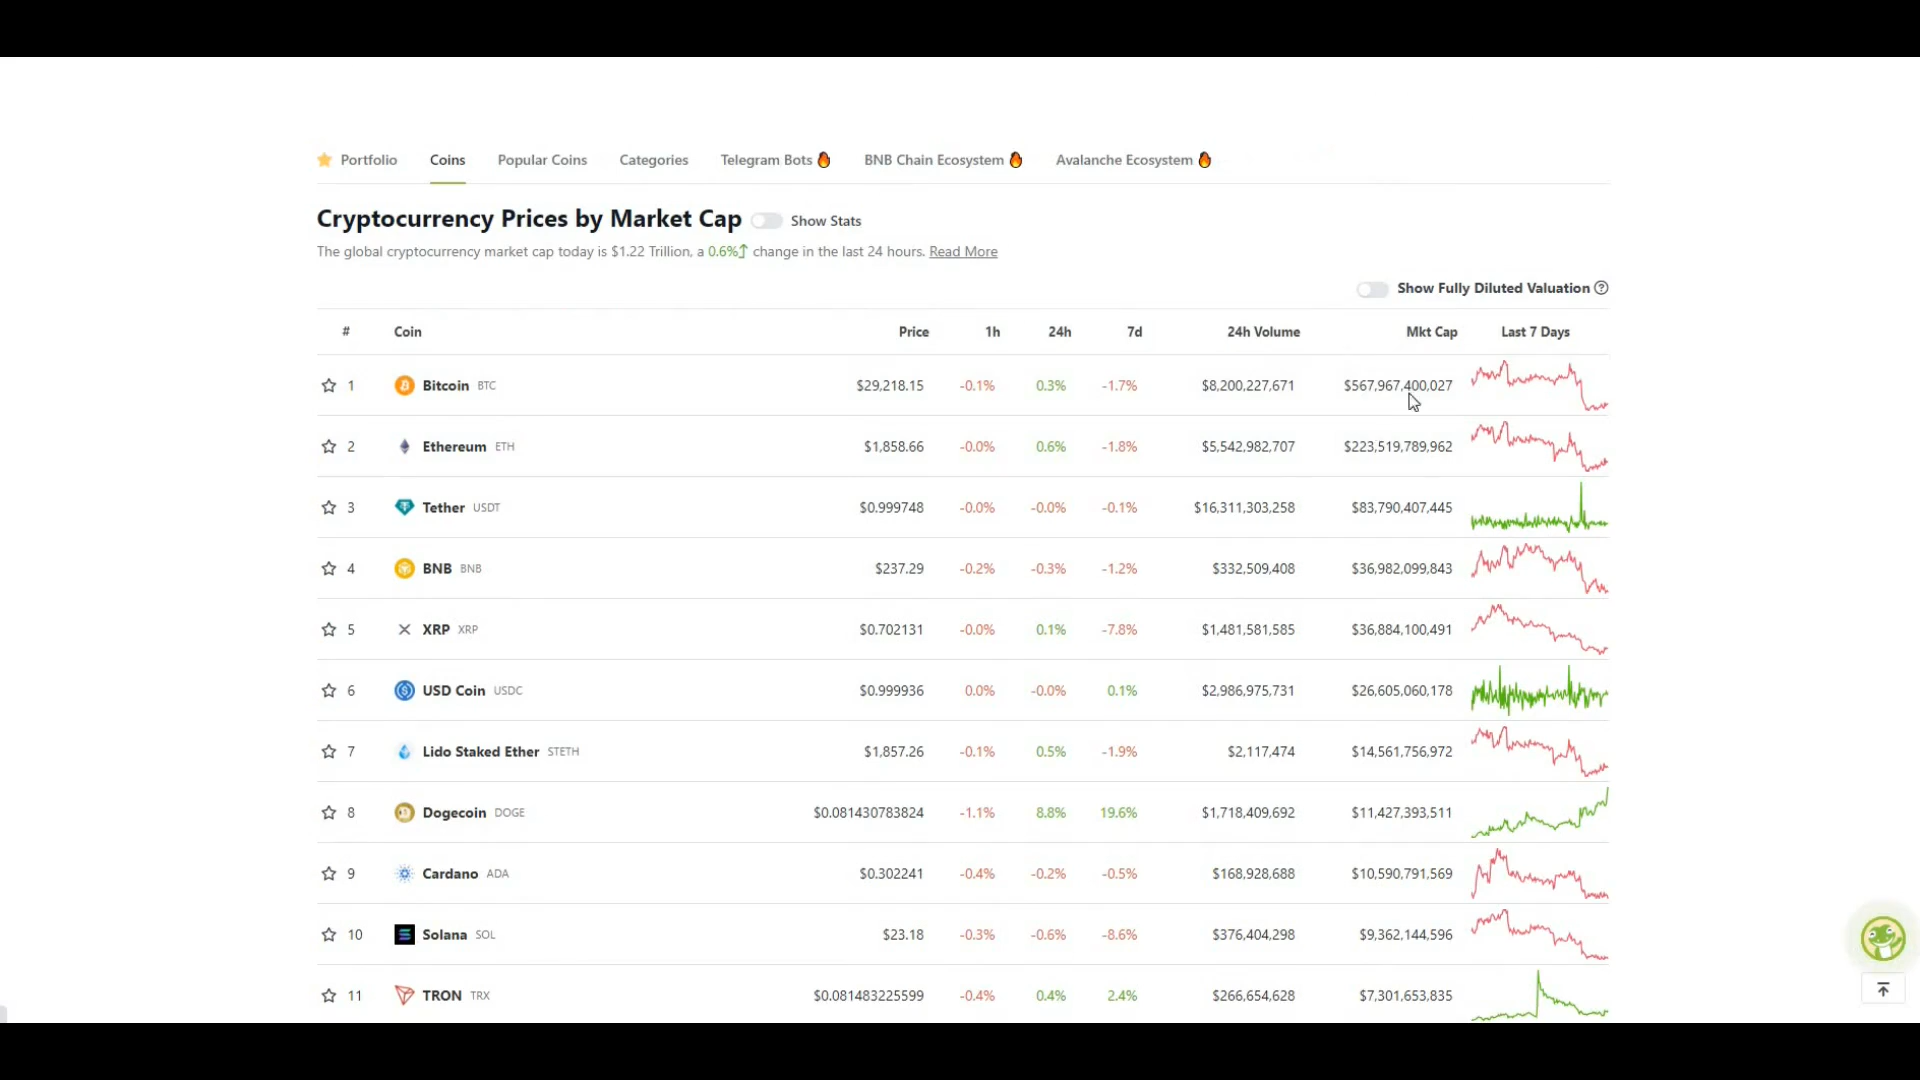 Portfolio Coins Popular Coins Categories Telegram Bots BNB Chain Ecosystem Avalanche Ecosystem
Cryptocurrency Prices by Market Cap Show Stats
The global cryptocurrency market cap today is $1.22 Trillion, a 0.6% change in the last 24 hours. Read More
Show Fully Diluted Valuation ?
# Coin Price 1h 24h 7d 24h Volume Mkt Cap Last 7 Days
1 Bitcoin BTC $29,218.15 -0.1% 0.3% -1.7% $8,200,227,671 $567,967,400,027
2 Ethereum ETH $1,858.66 -0.0% 0.6% -1.8% $5,542,982,707 $223,519,789,962
3 Tether USDT $0.999748 -0.0% -0.0% -0.1% $16,311,303,258 $83,790,407,445
4 BNB BNB $237.29 -0.2% -0.3% -1.2% $332,509,408 $36,982,099,843
5 XRP XRP $0.702131 -0.0% 0.1% -7.8% $1,481,581,585 $36,884,100,491
6 USD Coin USDC $0.999936 0.0% -0.0% 0.1% $2,986,975,731 $26,605,060,178
7 Lido Staked Ether STETH $1,857.26 -0.1% 0.5% -1.9% $2,117,474 $14,561,756,972
8 Dogecoin DOGE $0.081430783824 -1.1% 8.8% 19.6% $1,718,409,692 $11,427,393,511
9 Cardano ADA $0.302241 -0.4% -0.2% -0.5% $168,928,688 $10,590,791,569
10 Solana SOL $23.18 -0.3% -0.6% -8.6% $376,404,298 $9,362,144,596
11 TRON TRX $0.081483225599 -0.4% 0.4% 2.4% $266,654,628 $7,301,653,835